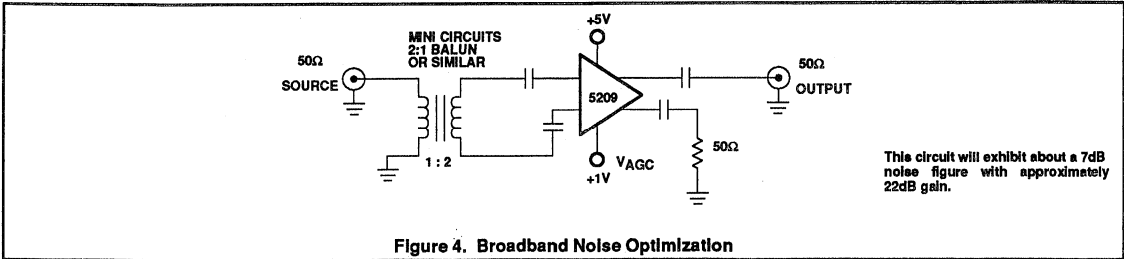 +5V
MINI CIRCUITS
2:1 BALUN
OR SIMILAR
50Ω
SOURCE
50Ω
OUTPUT
5209
50Ω
1 : 2
VAGC
+1V
This circuit will exhibit about a 7dB
noise figure with approximately
22dB gain.
Figure 4. Broadband Noise Optimization